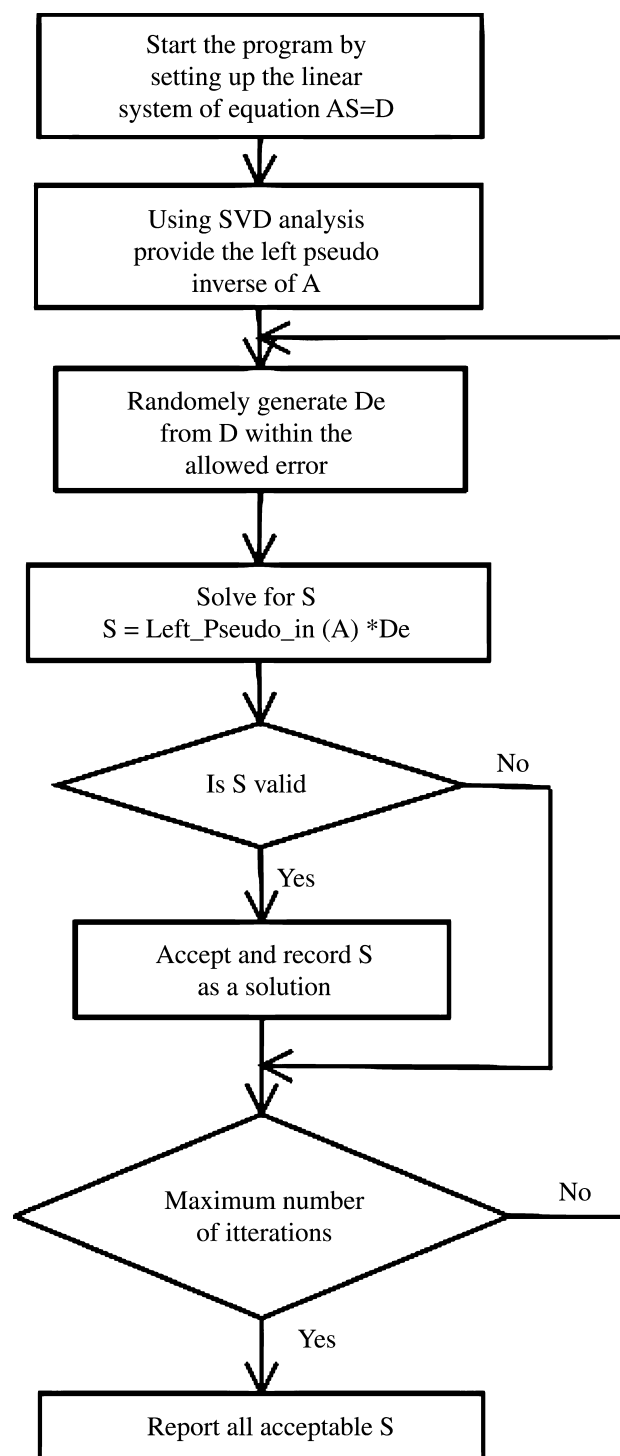 Start the program by
setting up the linear
system of equation AS=D
Using SVD analysis
provide the left pseudo
inverse of A
Randomely generate De
from D within the
allowed error
Solve for S
S = Left_Pseudo_in (A) *De
Is S valid
No
Yes
Accept and record S
as a solution
Maximum number
of itterations
No
Yes
Report all acceptable S